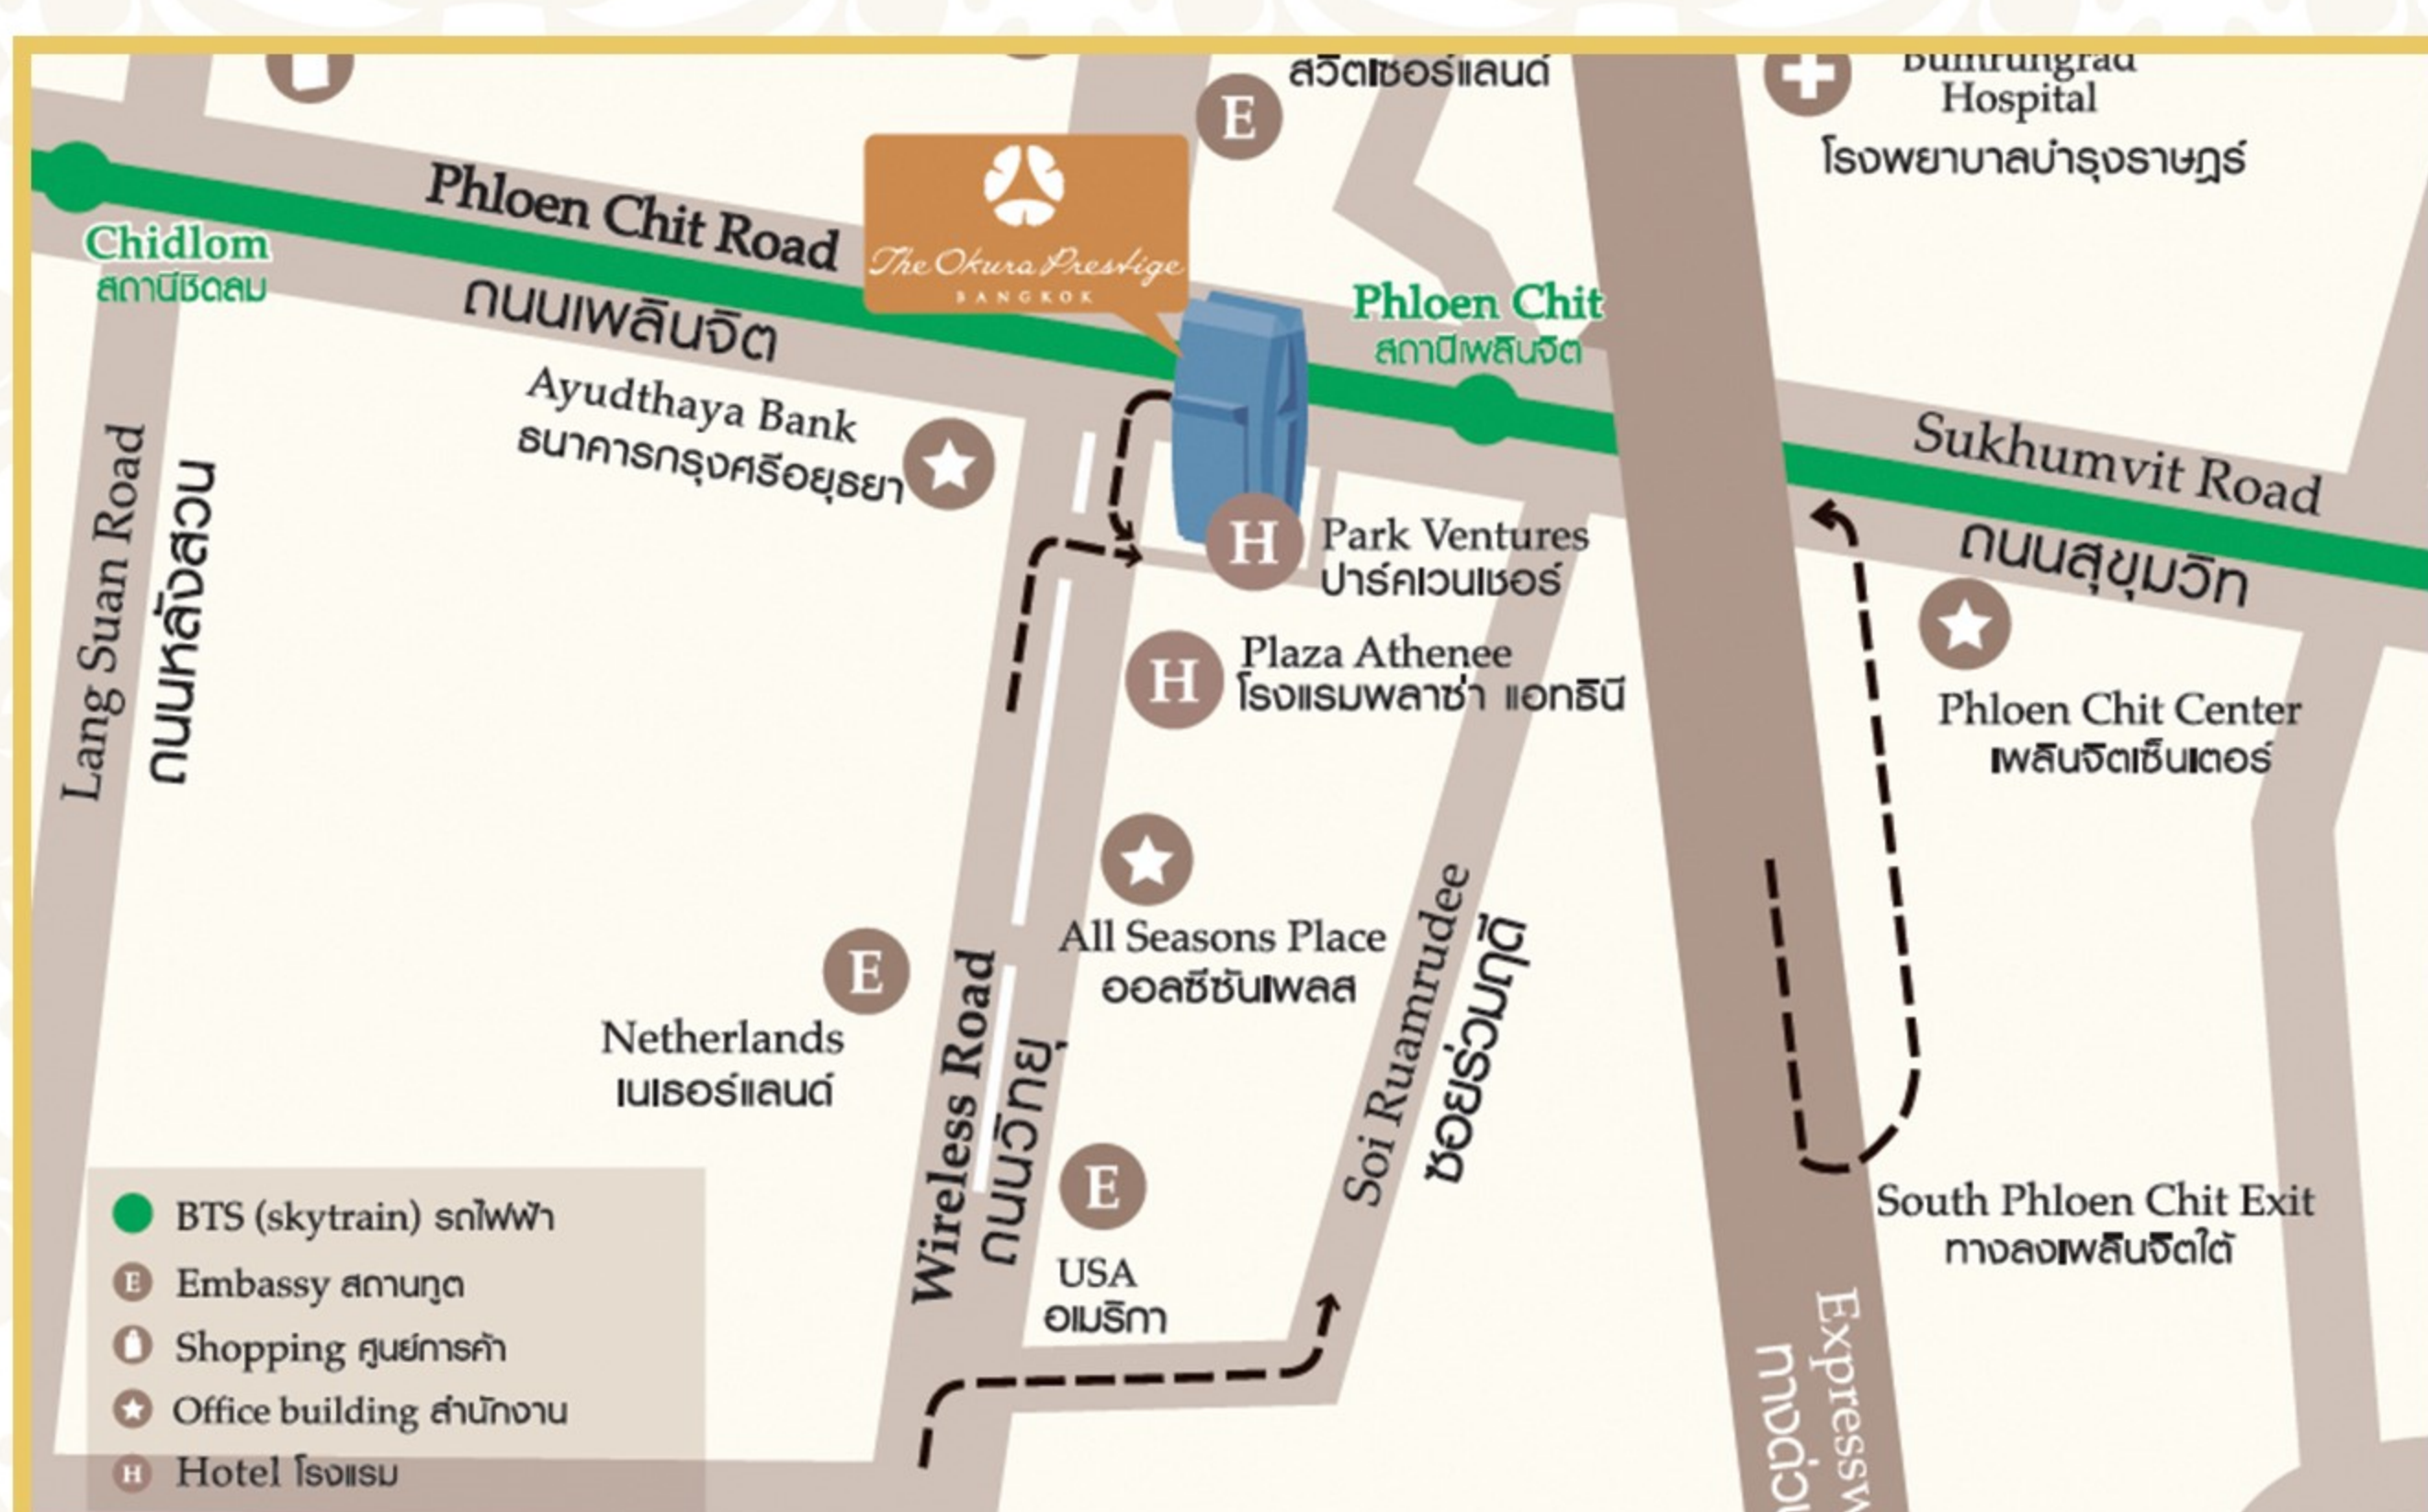 สวิตเซอร์แลนด์
E
Bumrungrad
Hospital
โรงพยาบาลบำรุงราษฎร์
The Okura Prestige
BANGKOK
Phloen Chit Road
ถนนเพลินจิต
Chidlom
สถานีชิดลม
Phloen Chit
สถานีเพลินจิต
Sukhumvit Road
ถนนสุขุมวิท
Ayudthaya Bank
ธนาคารกรุงศรีอยุธยา
H
Park Ventures
ปาร์คเวนเชอร์
H
Plaza Athenee
โรงแรมพลาซ่า แอทธินี
Lang Suan Road
ถนนหลังสวน
Phloen Chit Center
เพลินจิตเซ็นเตอร์
All Seasons Place
ออลซีซันเพลส
E
Netherlands
เนเธอร์แลนด์
Wireless Road
ถนนวิทยุ
Soi Ruamrudee
ซอยร่วมฤดี
E
USA
อเมริกา
South Phloen Chit Exit
ทางลงเพลินจิตใต้
BTS (skytrain) รถไฟฟ้า
E
Embassy สถานทูต
Shopping ศูนย์การค้า
Office building สำนักงาน
H
Hotel โรงแรม